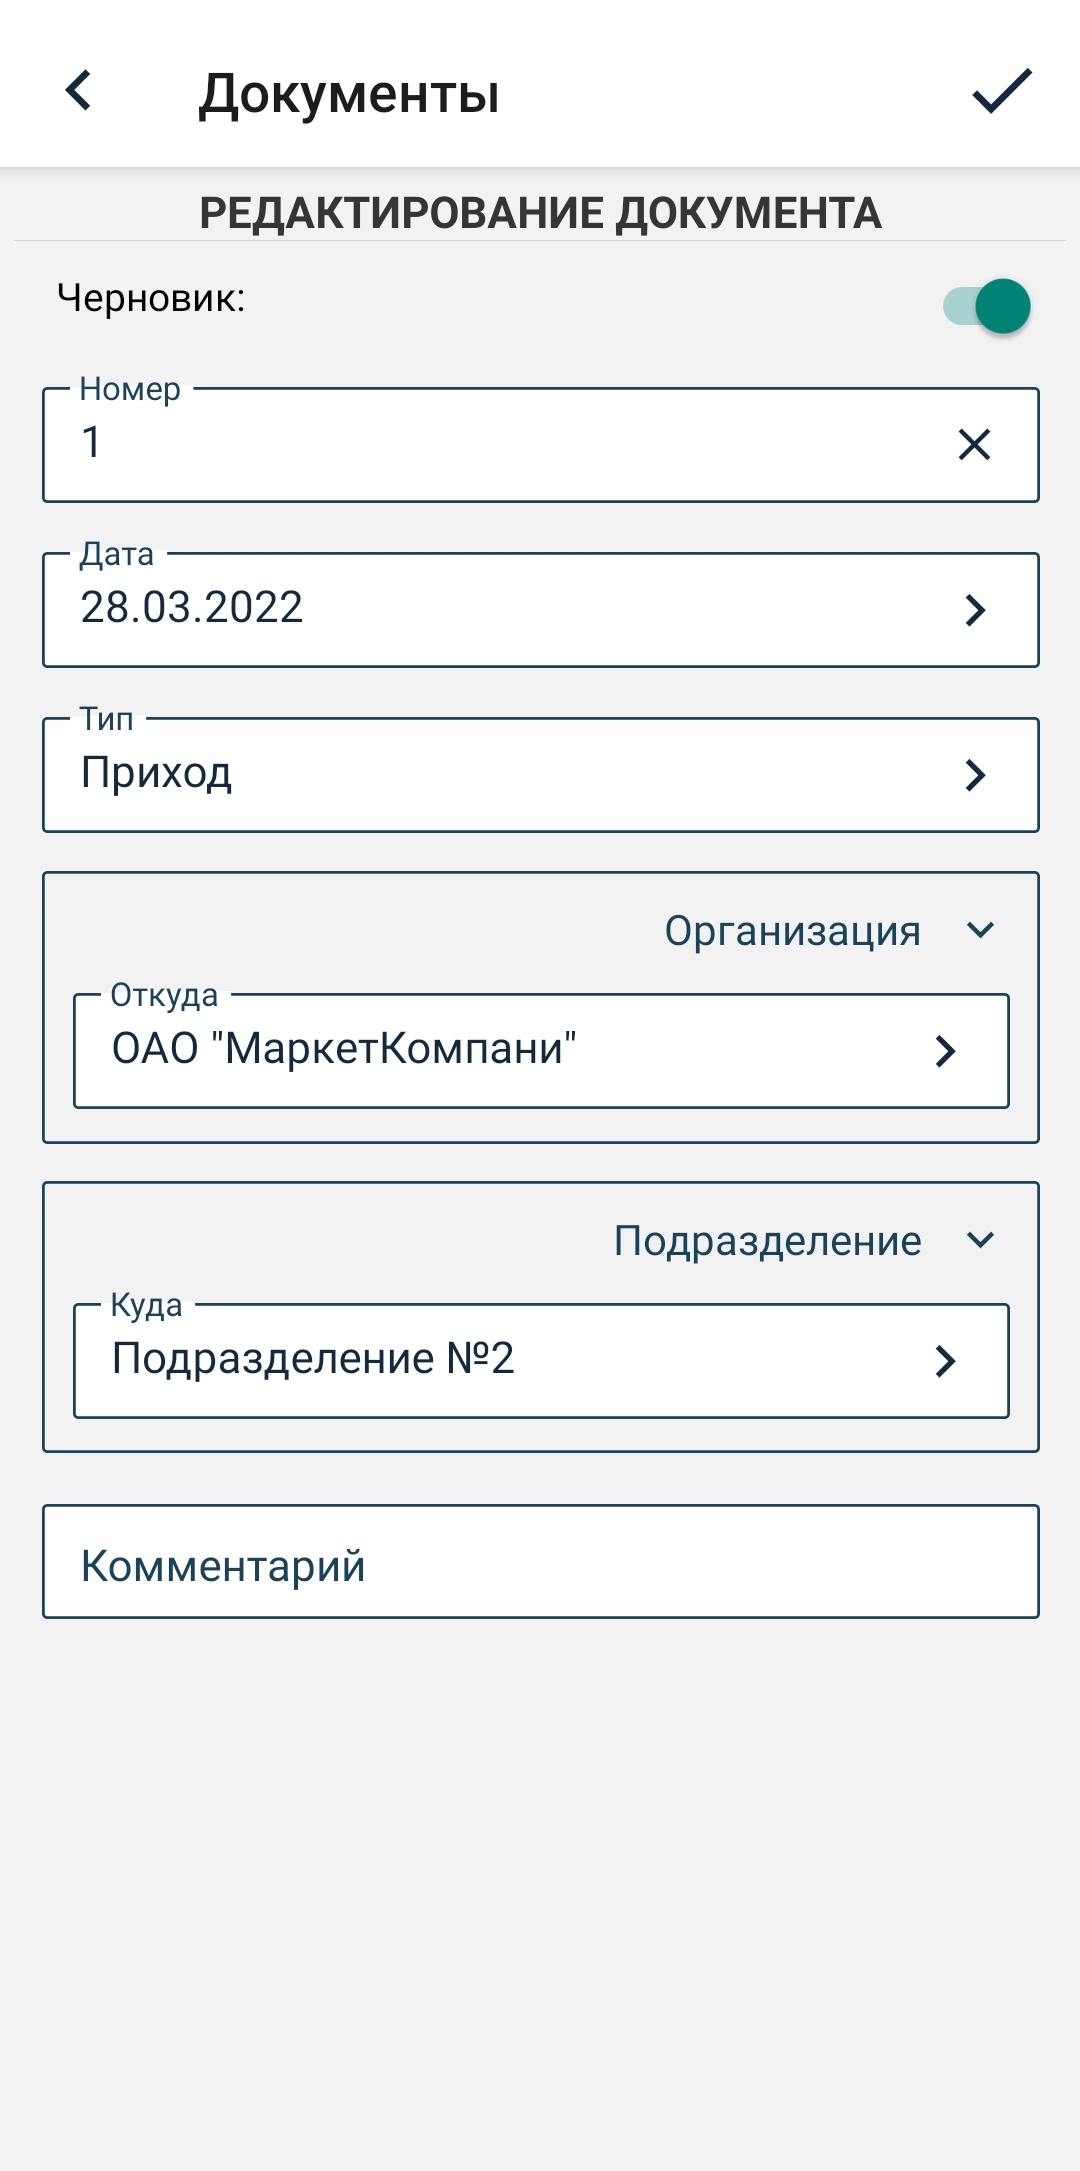 Документы
РЕДАКТИРОВАНИЕ ДОКУМЕНТА
Черновик:
Номер
1
Дата
28.03.2022
Тип
Приход
Организация
Откуда
ОАО "МаркетКомпани"
Подразделение
Куда
Подразделение №2
Комментарий